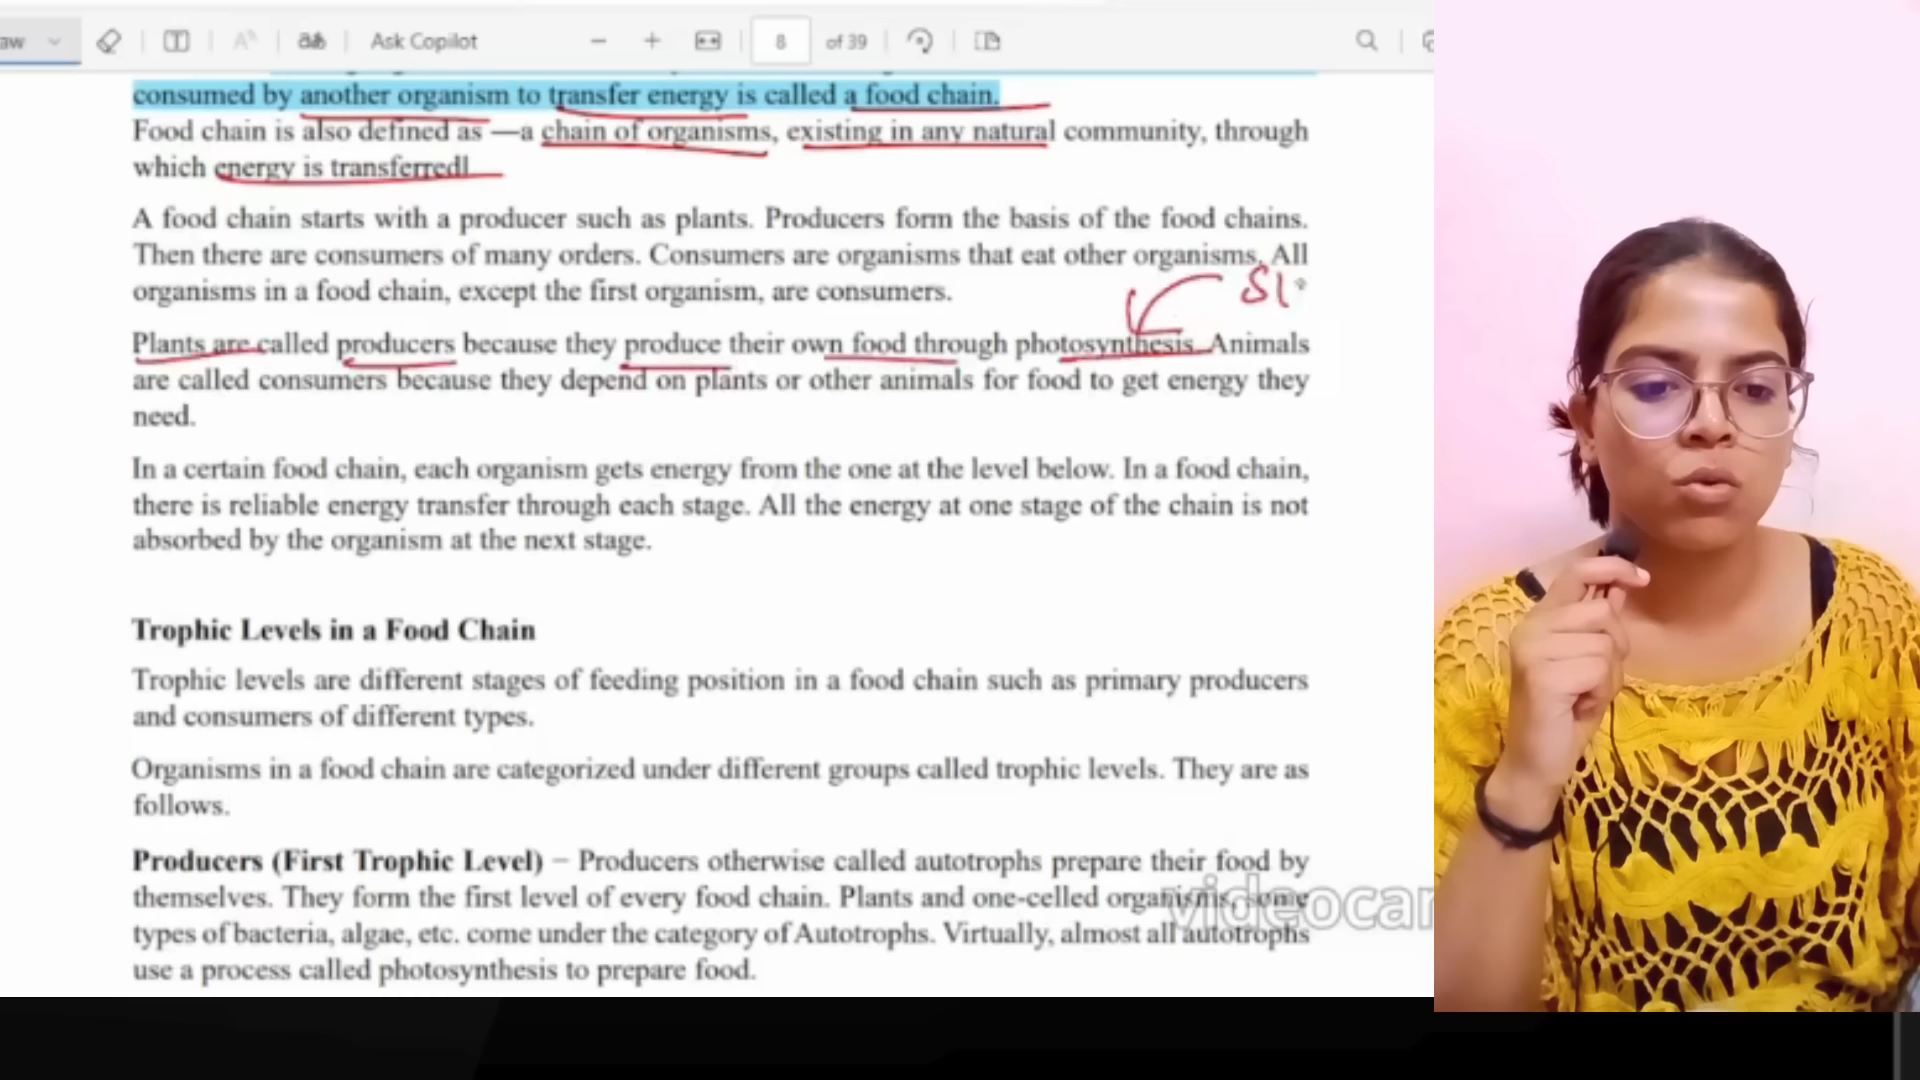 aw
Ask Copilot
8 of 39
consumed by another organism to transfer energy is called a food chain.
Food chain is also defined as —a chain of organisms, existing in any natural community, through
which energy is transferred‖
A food chain starts with a producer such as plants. Producers form the basis of the food chains.
Then there are consumers of many orders. Consumers are organisms that eat other organisms. All
organisms in a food chain, except the first organism, are consumers.
Plants are called producers because they produce their own food through photosynthesis. Animals
are called consumers because they depend on plants or other animals for food to get energy they
need.
In a certain food chain, each organism gets energy from the one at the level below. In a food chain,
there is reliable energy transfer through each stage. All the energy at one stage of the chain is not
absorbed by the organism at the next stage.
Trophic Levels in a Food Chain
Trophic levels are different stages of feeding position in a food chain such as primary producers
and consumers of different types.
Organisms in a food chain are categorized under different groups called trophic levels. They are as
follows.
Producers (First Trophic Level) − Producers otherwise called autotrophs prepare their food by
themselves. They form the first level of every food chain. Plants and one-celled organisms, some
types of bacteria, algae, etc. come under the category of Autotrophs. Virtually, almost all autotrophs
use a process called photosynthesis to prepare food.
videocam